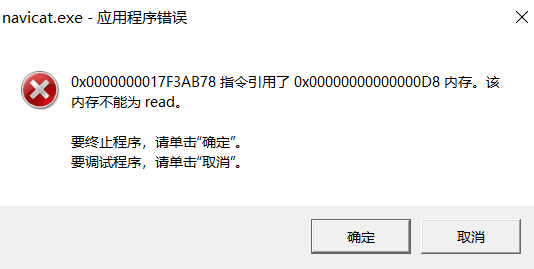 navicat.exe - 应用程序错误
0x0000000017F3AB78 指令引用了 0x00000000000000D8 内存。该
内存不能为 read。
要终止程序，请单击“确定”。
要调试程序，请单击“取消”。
确定
取消